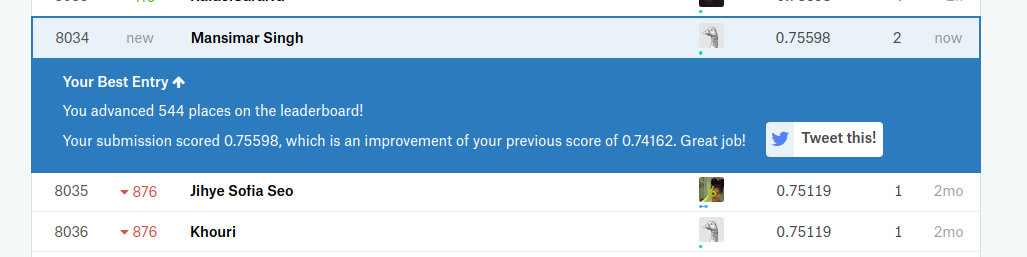 8034 new Mansimar Singh 0.75598 2 now
Your Best Entry
You advanced 544 places on the leaderboard!
Your submission scored 0.75598, which is an improvement of your previous score of 0.74162. Great job! Tweet this!
8035 876 Jihye Sofia Seo 0.75119 1 2mo
8036 876 Khouri 0.75119 1 2mo